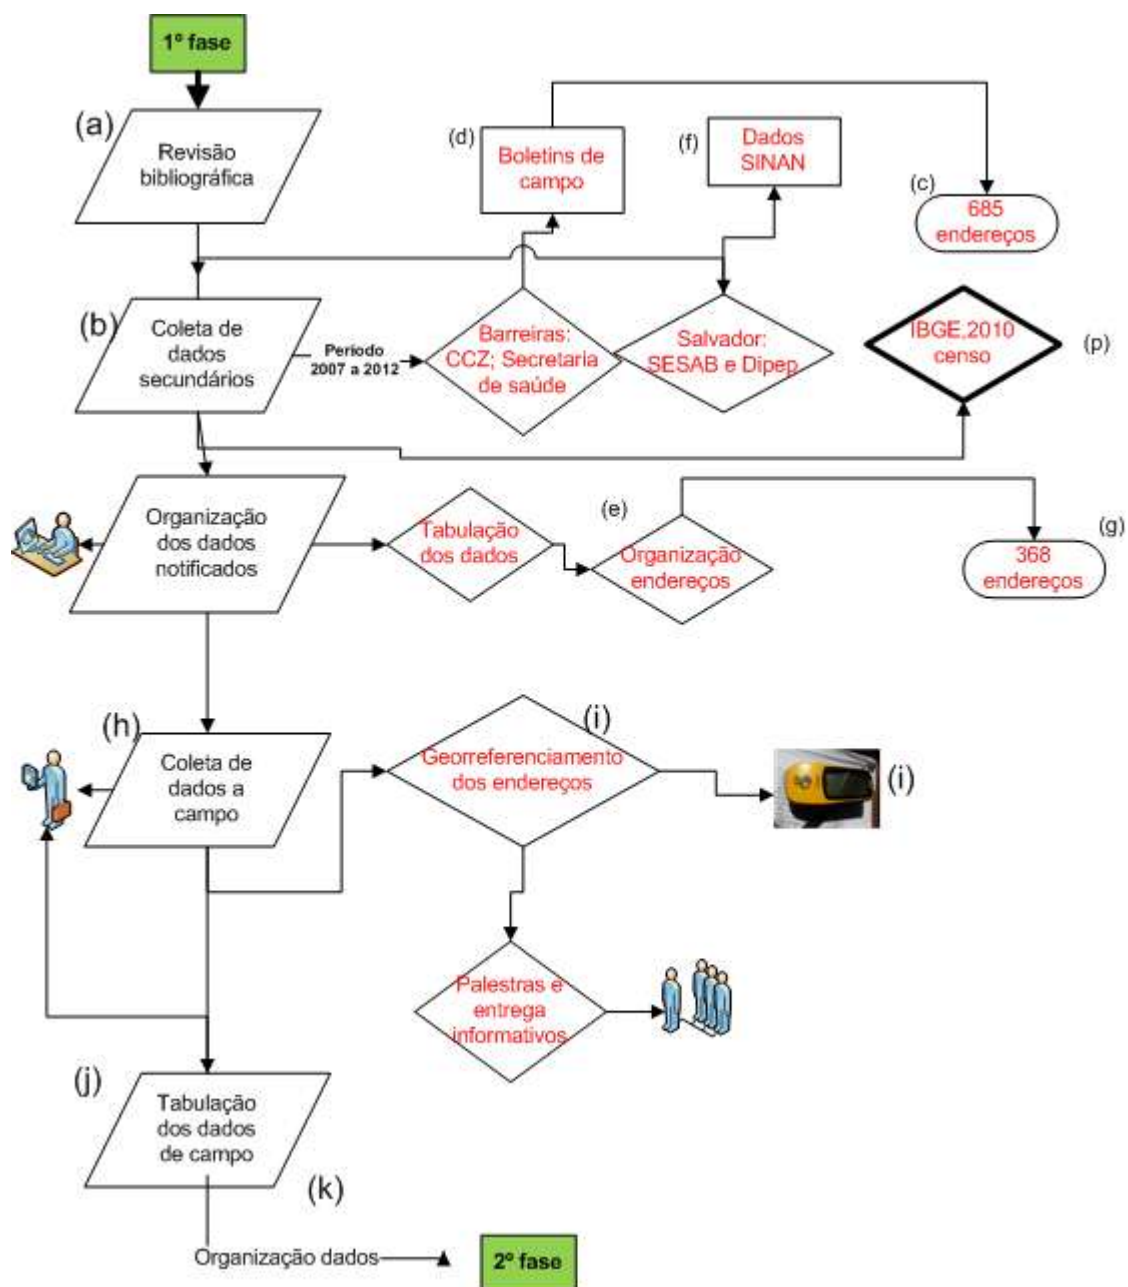 1º fase
(a)
Revisão
bibliográfica
(d)
Boletins de
campo
(f)
Dados
SINAN
(c)
685
endereços
(b)
Coleta de
dados
secundários
Período
2007 a 2012
Barreiras:
CCZ; Secretaria
de saúde
Salvador:
SESAB e Dipep
IBGE,2010
censo
(p)
Organização
dos dados
notificados
Tabulação
dos dados
(e)
Organização
endereços
(g)
368
endereços
(h)
Coleta de
dados a
campo
(i)
Georreferenciamento
dos endereços
(i)
Palestras e
entrega
informativos
(j)
Tabulação
dos dados
de campo
(k)
Organização dados
2º fase